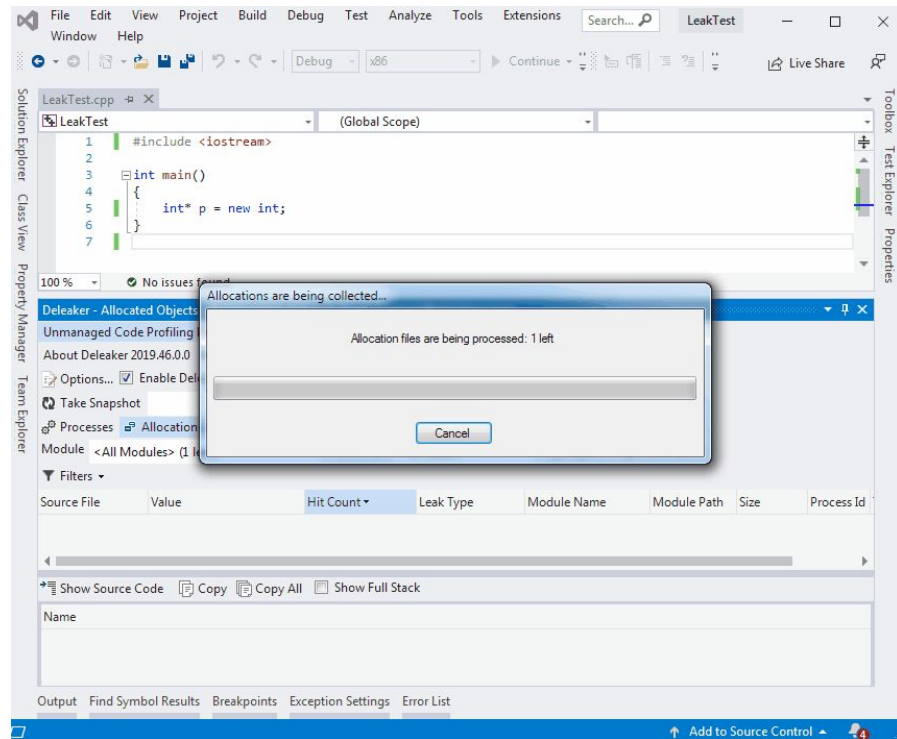 File Edit View Project Build Debug Test Analyze Tools Extensions Search... LeakTest
Window Help
Debug x86 Continue Live Share
LeakTest.cpp
LeakTest (Global Scope)
1 #include <iostream>
2
3 int main()
4 {
5 int* p = new int;
6 }
7
100 % No issues found
Allocations are being collected...
Allocation files are being processed: 1 left
Cancel
Deleaker - Allocated Objects
Unmanaged Code Profiling
About Deleaker 2019.46.0.0
Options... Enable
Take Snapshot
Processes Allocation
Module <All Modules> (1
Filters
Source File Value Hit Count Leak Type Module Name Module Path Size Process Id
Show Source Code Copy Copy All Show Full Stack
Name
Output Find Symbol Results Breakpoints Exception Settings Error List
Add to Source Control 4
Solution Explorer
Class View
Property Manager
Team Explorer
Toolbox
Test Explorer
Properties